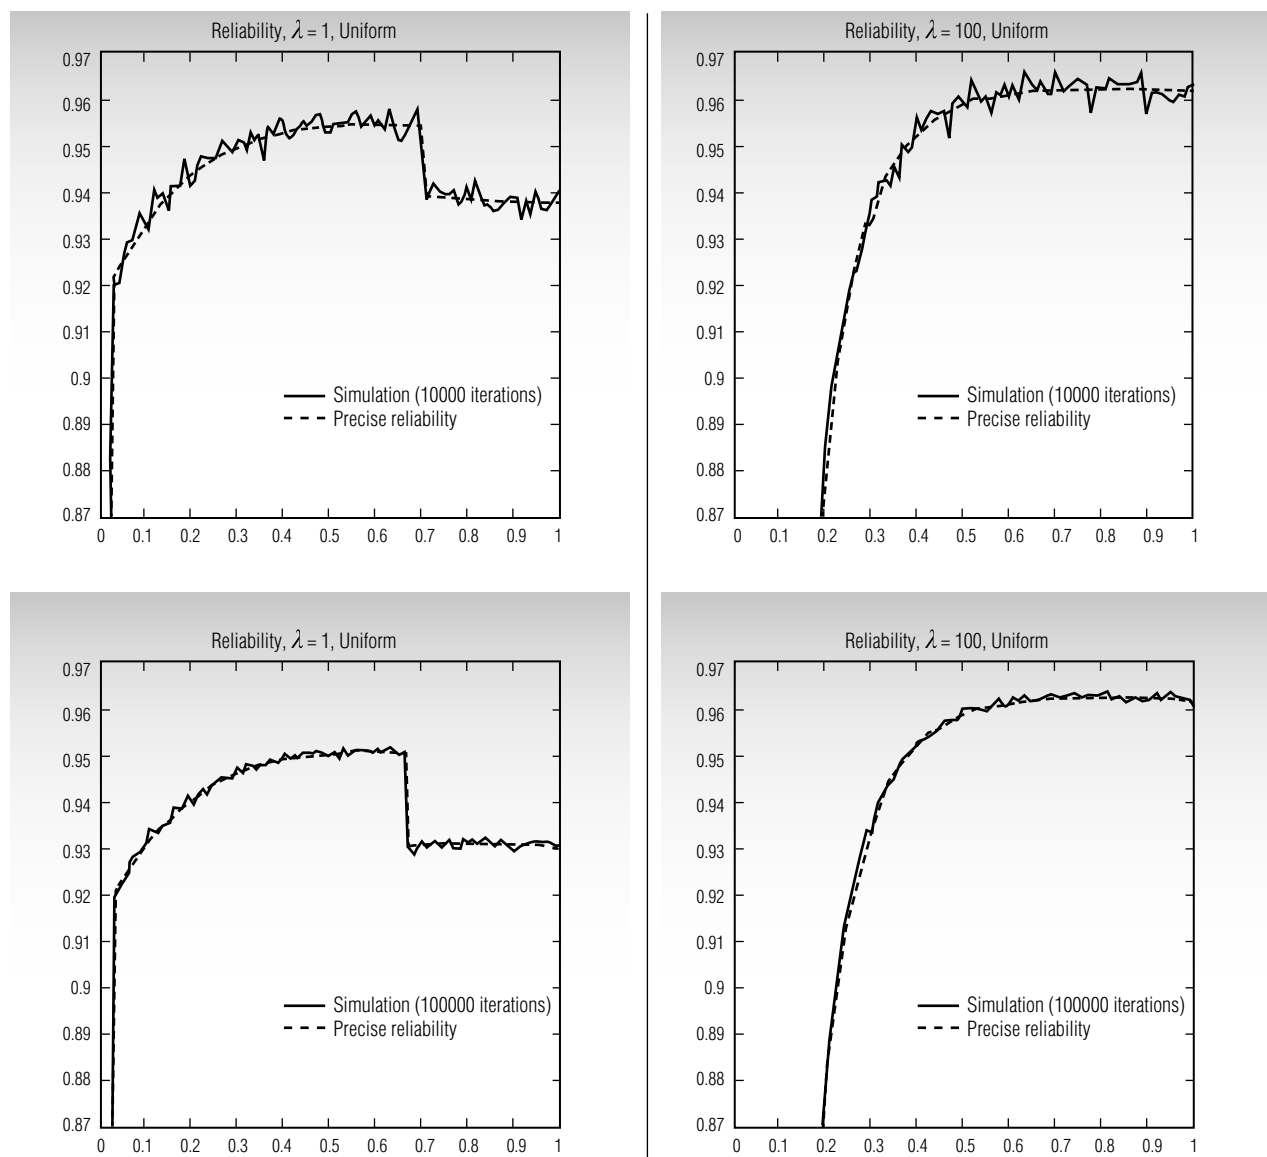 Reliability, λ = 1, Uniform
0.97
0.96
0.95
0.94
0.93
0.92
0.91
0.9
0.89
0.88
0.87
Simulation (10000 iterations)
Precise reliability
0 0.1 0.2 0.3 0.4 0.5 0.6 0.7 0.8 0.9 1
Reliability, λ = 100, Uniform
0.97
0.96
0.95
0.94
0.93
0.92
0.91
0.9
0.89
0.88
0.87
Simulation (10000 iterations)
Precise reliability
0 0.1 0.2 0.3 0.4 0.5 0.6 0.7 0.8 0.9 1
Reliability, λ = 1, Uniform
0.97
0.96
0.95
0.94
0.93
0.92
0.91
0.9
0.89
0.88
0.87
Simulation (100000 iterations)
Precise reliability
0 0.1 0.2 0.3 0.4 0.5 0.6 0.7 0.8 0.9 1
Reliability, λ = 100, Uniform
0.97
0.96
0.95
0.94
0.93
0.92
0.91
0.9
0.89
0.88
0.87
Simulation (100000 iterations)
Precise reliability
0 0.1 0.2 0.3 0.4 0.5 0.6 0.7 0.8 0.9 1